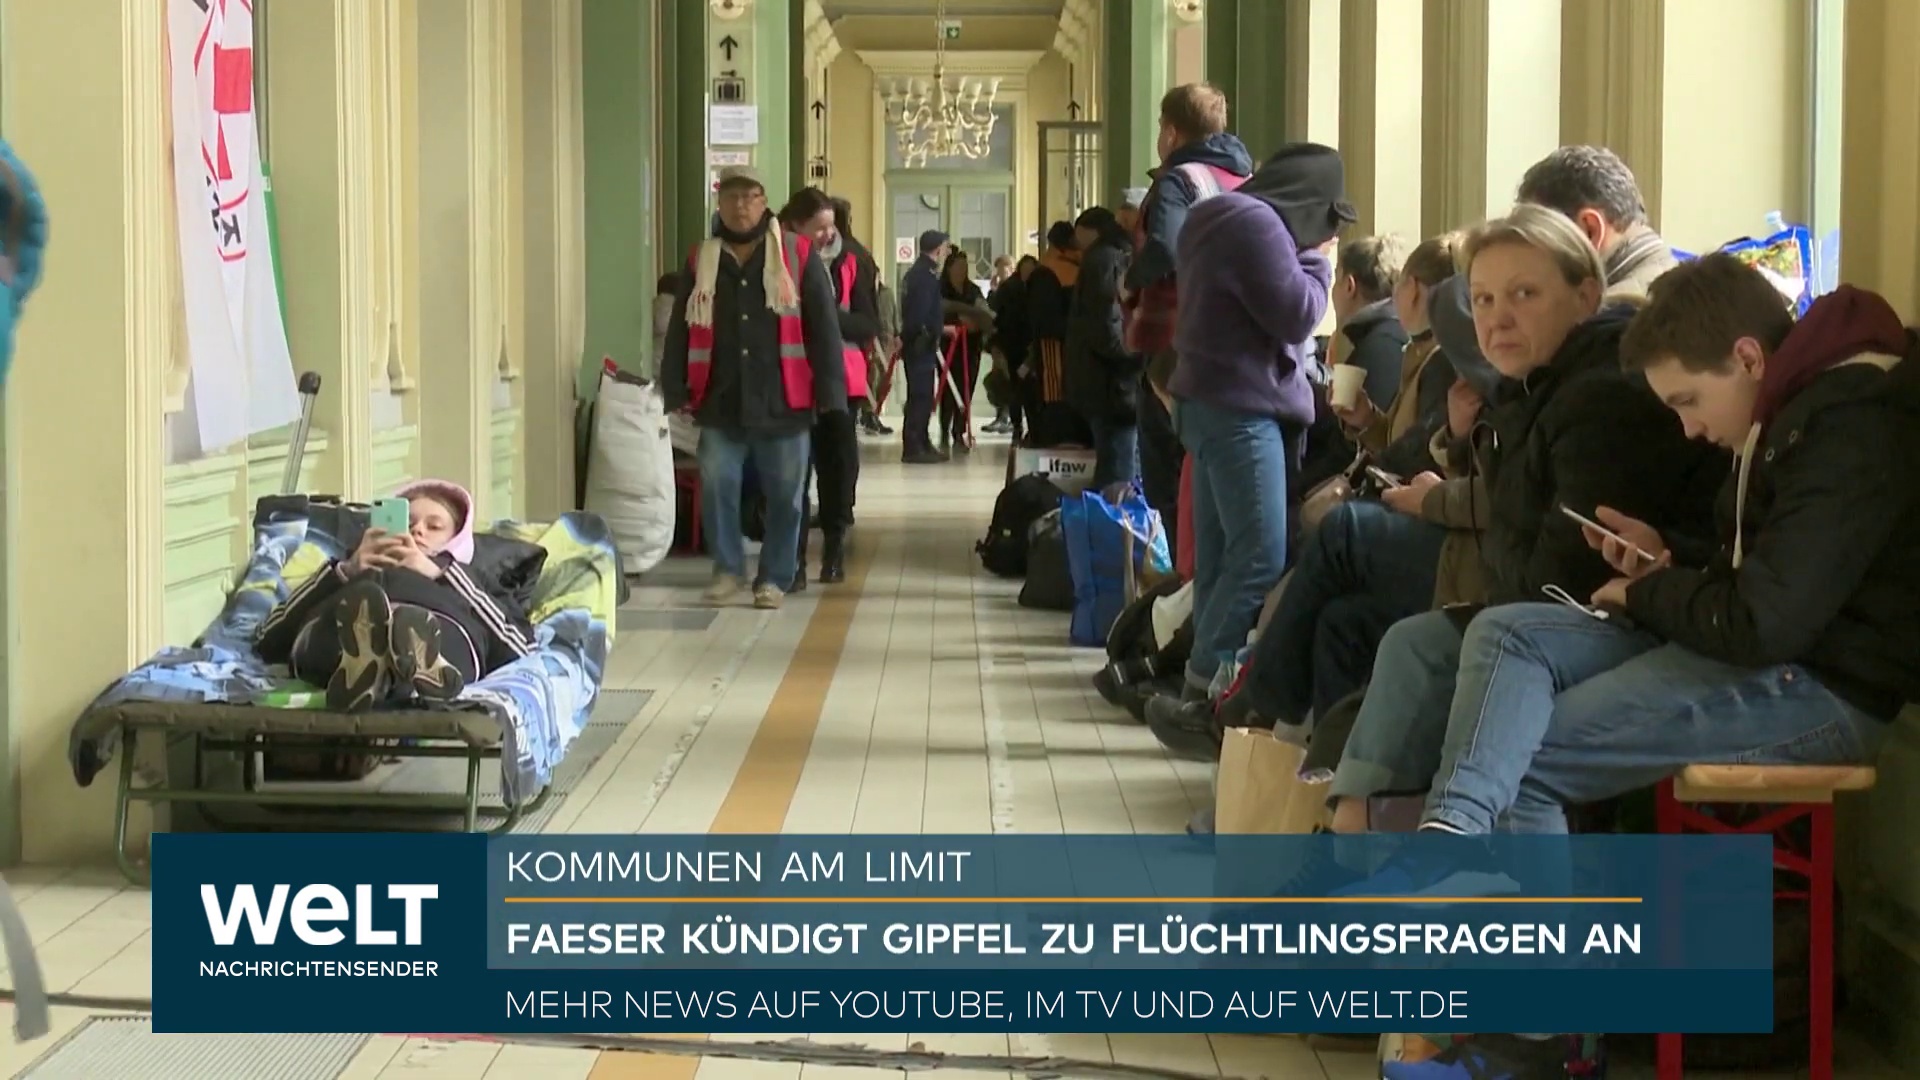 ifaw
KOMMUNEN AM LIMIT
WELT
NACHRICHTENSENDER
FAESER KÜNDIGT GIPFEL ZU FLÜCHTLINGSFRAGEN AN
MEHR NEWS AUF YOUTUBE, IM TV UND AUF WELT.DE